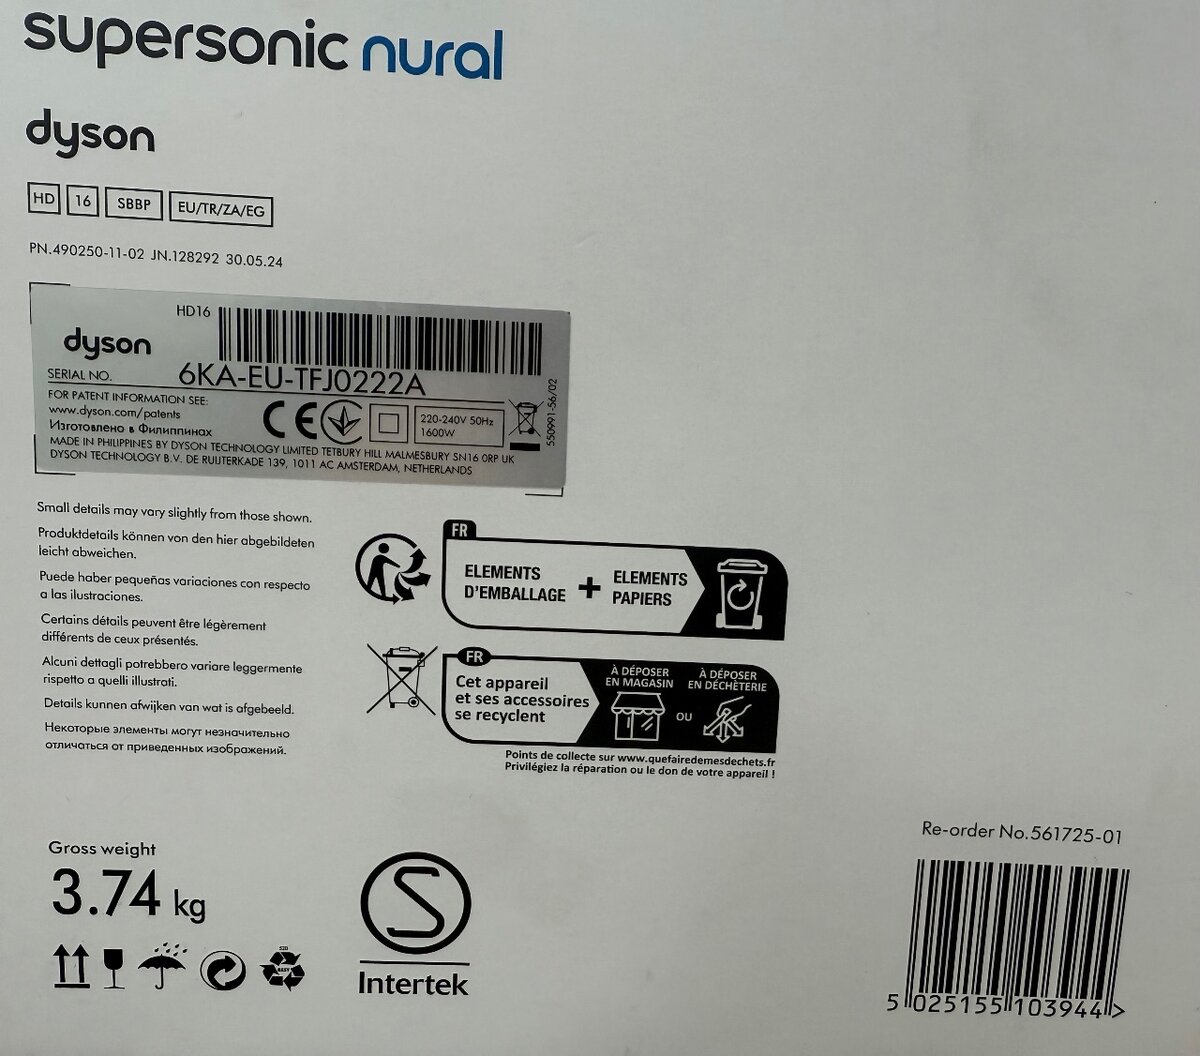 supersonic nural
dyson
HD 16 SBBP EU/TR/ZA/EG
PN.490250-11-02 JN.128292 30.05.24
HD16
dyson
SERIAL NO. 6KA-EU-TFJ0222A
FOR PATENT INFORMATION SEE:
www.dyson.com/patents
Изготовлено в Филиппинах
CE
220-240V 50Hz
1600W
550991-56/02
MADE IN PHILIPPINES BY DYSON TECHNOLOGY LIMITED TETBURY HILL MALMESBURY SN16 0RP UK
DYSON TECHNOLOGY B.V. DE RUIJTERKADE 139, 1011 AC AMSTERDAM, NETHERLANDS
Small details may vary slightly from those shown.
Produktdetails können von den hier abgebildeten
leicht abweichen.
Puede haber pequeñas variaciones con respecto
a las ilustraciones.
Certains détails peuvent être légèrement
différents de ceux présentés.
Alcuni dettagli potrebbero variare leggermente
rispetto a quelli illustrati.
Details kunnen afwijken van wat is afgebeeld.
Некоторые элементы могут незначительно
отличаться от приведенных изображений.
FR
ELEMENTS
D'EMBALLAGE
+
ELEMENTS
PAPIERS
FR
Cet appareil
et ses accessoires
se recyclent
À DÉPOSER
EN MAGASIN
OU
À DÉPOSER
EN DÉCHÈTERIE
Points de collecte sur www.quefairedemesdechets.fr
Privilégiez la réparation ou le don de votre appareil !
Gross weight
3.74 kg
S
Intertek
Re-order No.561725-01
5 025155 103944 >